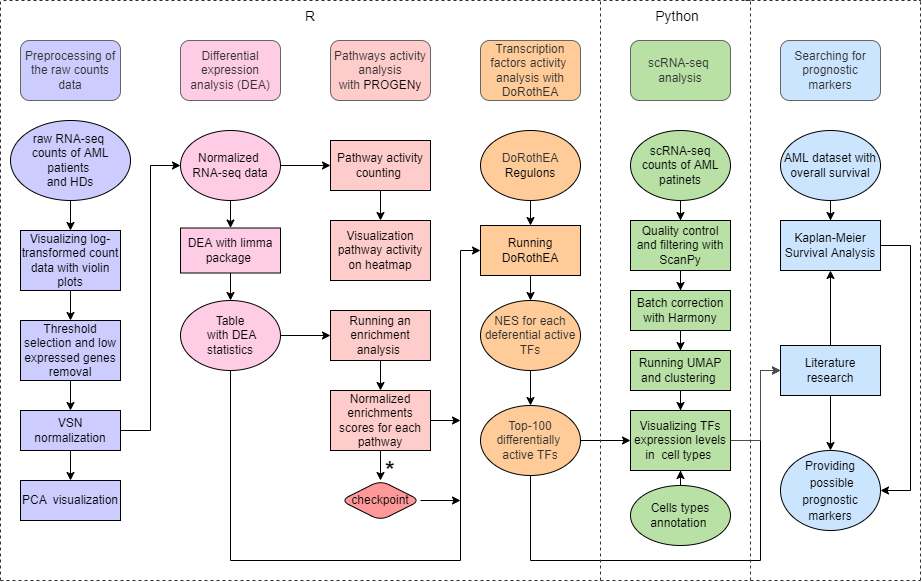 R
Python
Preprocessing of
the raw counts
data
Differential
expression
analysis (DEA)
Pathways activity
analysis
with PROGENy
Transcription
factors activity
analysis with
DoRothEA
scRNA-seq
analysis
Searching for
prognostic
markers
raw RNA-seq
counts of AML
patients
and HDs
Visualizing log-
transformed count
data with violin
plots
Threshold
selection and low
expressed genes
removal
VSN
normalization
PCA visualization
Normalized
RNA-seq data
DEA with limma
package
Table
with DEA
statistics
Pathway activity
counting
Visualization
pathway activity
on heatmap
Running an
enrichment
analysis
Normalized
enrichments
scores for each
pathway
*
checkpoint
DoRothEA
Regulons
Running
DoRothEA
NES for each
deferential active
TFs
Top-100
differentially
active TFs
scRNA-seq
counts of AML
patinets
Quality control
and filtering with
ScanPy
Batch correction
with Harmony
Running UMAP
and clustering
Visualizing TFs
expression levels
in cell types
Cells types
annotation
AML dataset with
overall survival
Kaplan-Meier
Survival Analysis
Literature
research
Providing
possible
prognostic
markers